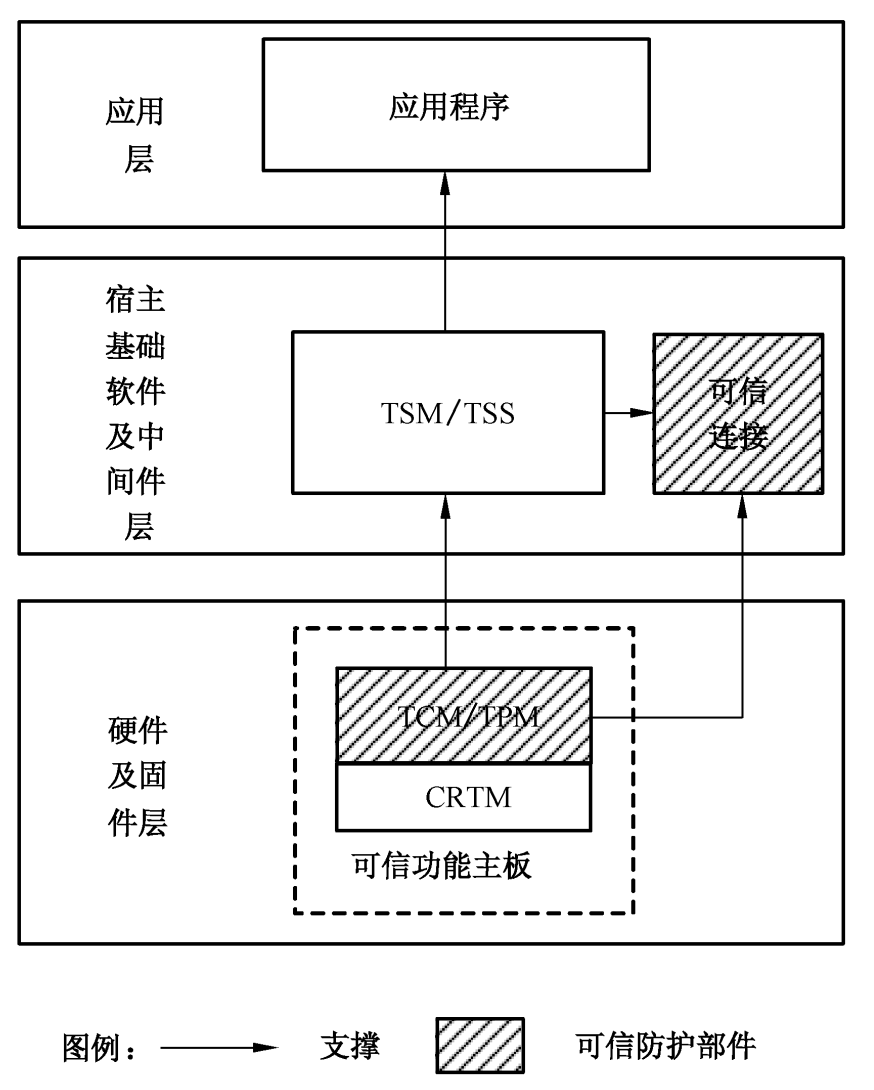 应用程序
应用
层
宿主
基础
软件
及中
间件
层
TSM/TSS
可信
连接
硬件
及固
件层
TCM/TPM
CRTM
可信功能主板
图例： 支撑 可信防护部件